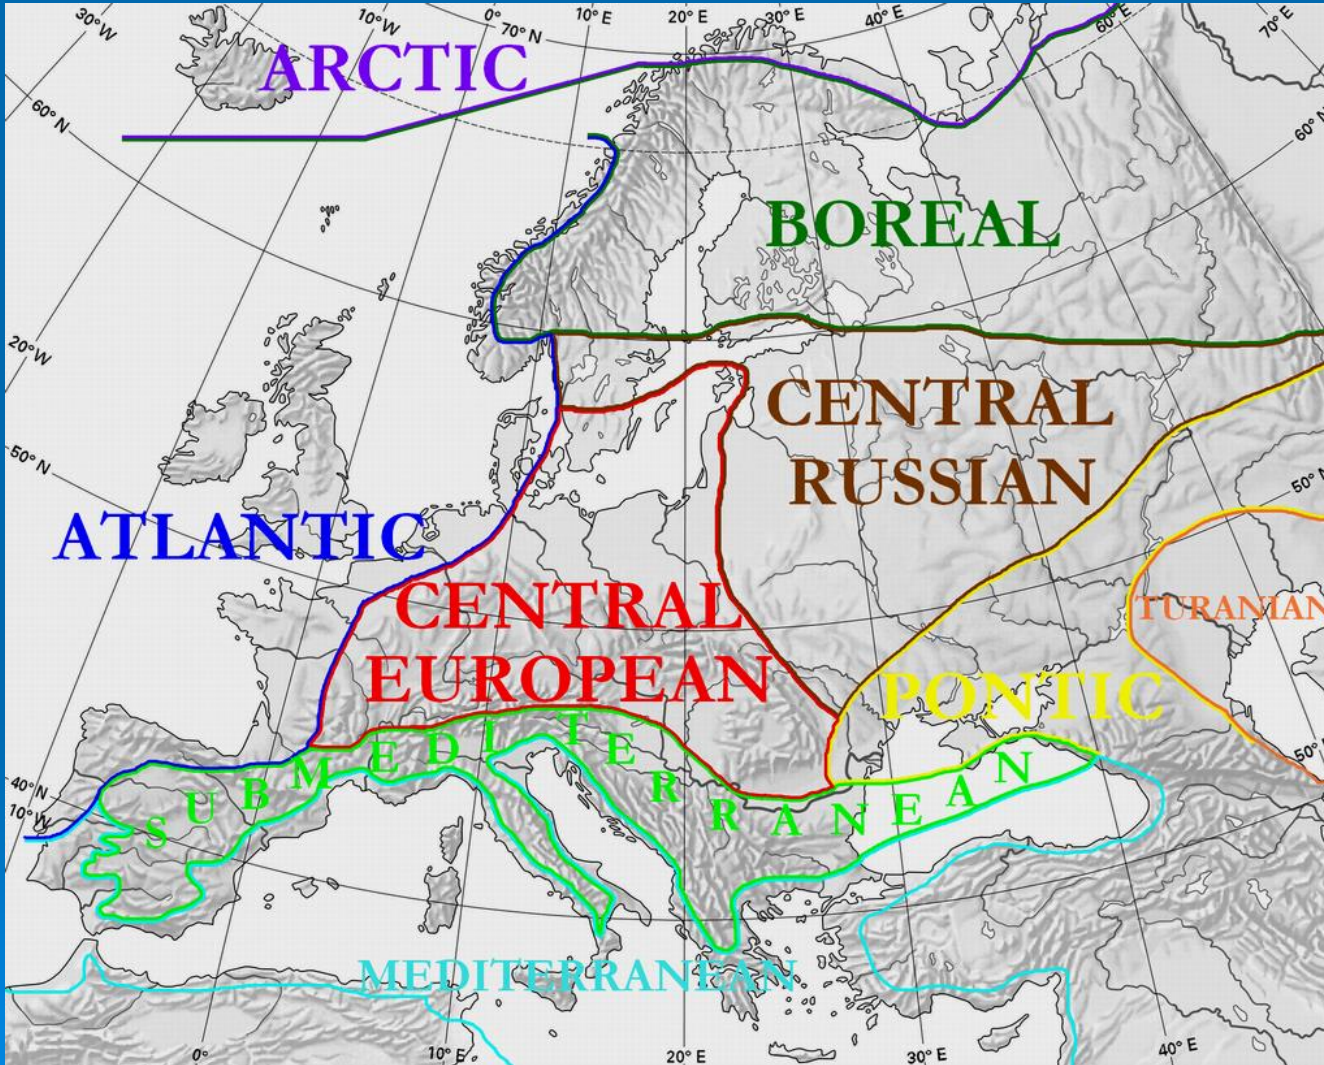 30°W
10°W
0°
70° N
10° E
20° E
30° E
40° E
60° E
70° E
ARCTIC
60° N
60° N
BOREAL
20°W
CENTRAL
RUSSIAN
50° N
50° N
ATLANTIC
CENTRAL
EUROPEAN
TURANIAN
PONTIC
SUBMEDITERRANEAN
50° N
40° N
10°W
MEDITERRANEAN
0°
10° E
20° E
30° E
40° E